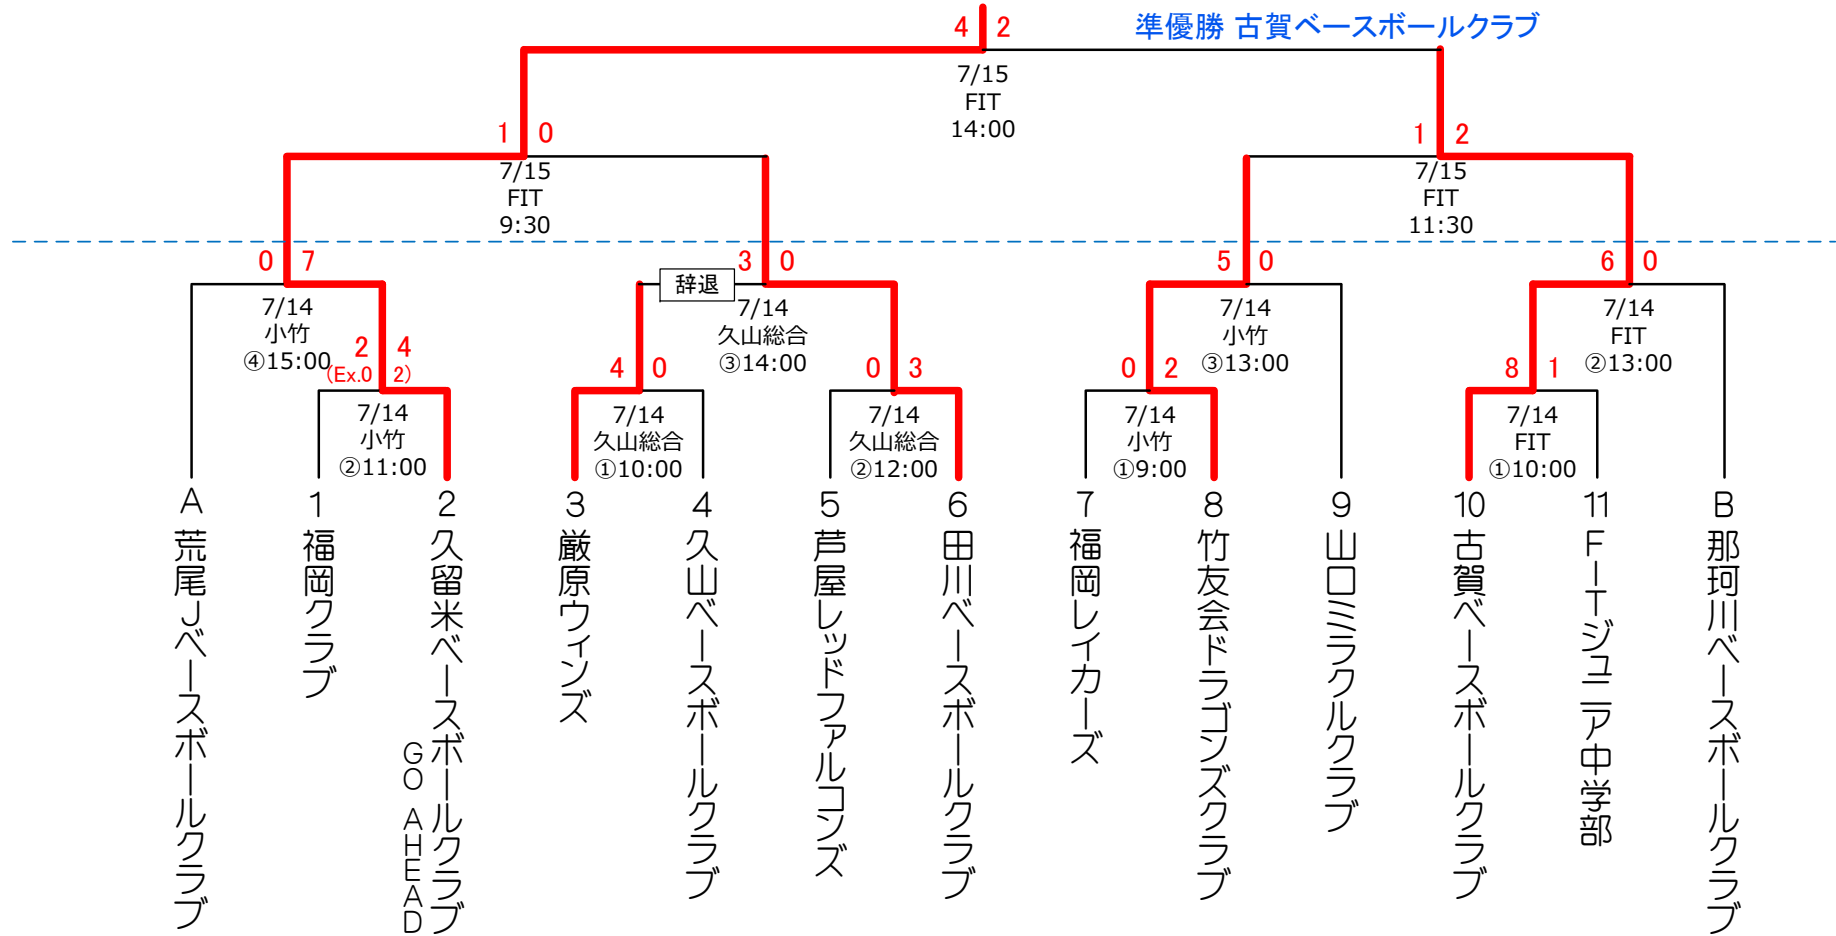 4 2
準優勝 古賀ベースボールクラブ
7/15
FIT
14:00
1 0
7/15
FIT
9:30
1 2
7/15
FIT
11:30
0 7
7/14
小竹
④15:00
3 0
辞退
7/14
久山総合
③14:00
5 0
7/14
小竹
③13:00
6 0
7/14
FIT
②13:00
2 4
(Ex.0 2)
7/14
小竹
②11:00
4 0
7/14
久山総合
①10:00
0 3
7/14
久山総合
②12:00
0 2
7/14
小竹
①9:00
8 1
7/14
FIT
①10:00
A
荒尾Jベースボールクラブ
1
福岡クラブ
2
久留米ベースボールクラブ
GO AHEAD
3
厳原ウィンズ
4
久山ベースボールクラブ
5
芦屋レッドファルコンズ
6
田川ベースボールクラブ
7
福岡レイカーズ
8
竹友会ドラゴンズクラブ
9
山口ミラクルクラブ
10
古賀ベースボールクラブ
11
FITジュニア中学部
B
那珂川ベースボールクラブ